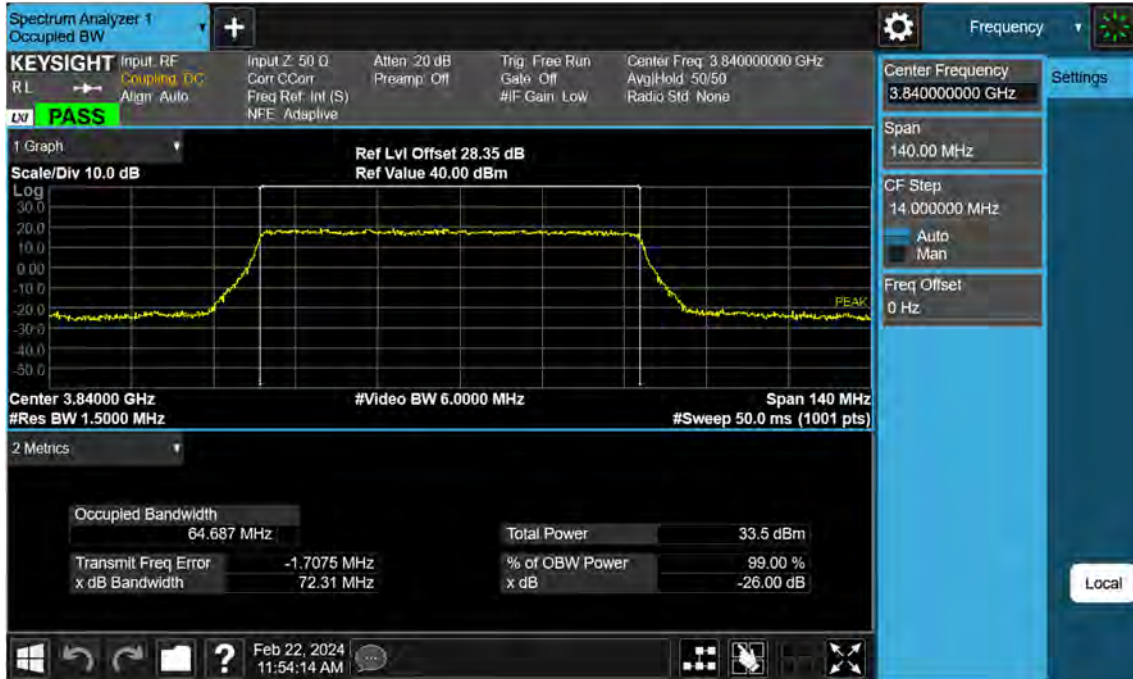 Spectrum Analyzer 1
Occupied BW
+
Frequency
KEYSIGHT
RL
LXI PASS
Input: RF
Coupling: DC
Align: Auto
Input Z: 50 Ω
Corr CCorr
Freq Ref: Int (S)
NFE: Adaptive
Atten: 20 dB
Preamp: Off
Trig: Free Run
Gate: Off
#IF Gain: Low
Center Freq: 3.840000000 GHz
Avg|Hold: 50/50
Radio Std: None
1 Graph
Scale/Div 10.0 dB
Ref Lvl Offset 28.35 dB
Ref Value 40.00 dBm
Log
30.0
20.0
10.0
0.00
-10.0
-20.0
-30.0
-40.0
-50.0
PEAK
Center 3.84000 GHz
#Video BW 6.0000 MHz
Span 140 MHz
#Res BW 1.5000 MHz
#Sweep 50.0 ms (1001 pts)
2 Metrics
Occupied Bandwidth
64.687 MHz
Total Power 33.5 dBm
Transmit Freq Error -1.7075 MHz
% of OBW Power 99.00 %
x dB Bandwidth 72.31 MHz
x dB -26.00 dB
Center Frequency
3.840000000 GHz
Settings
Span
140.00 MHz
CF Step
14.000000 MHz
Auto
Man
Freq Offset
0 Hz
Local
?
Feb 22, 2024
11:54:14 AM